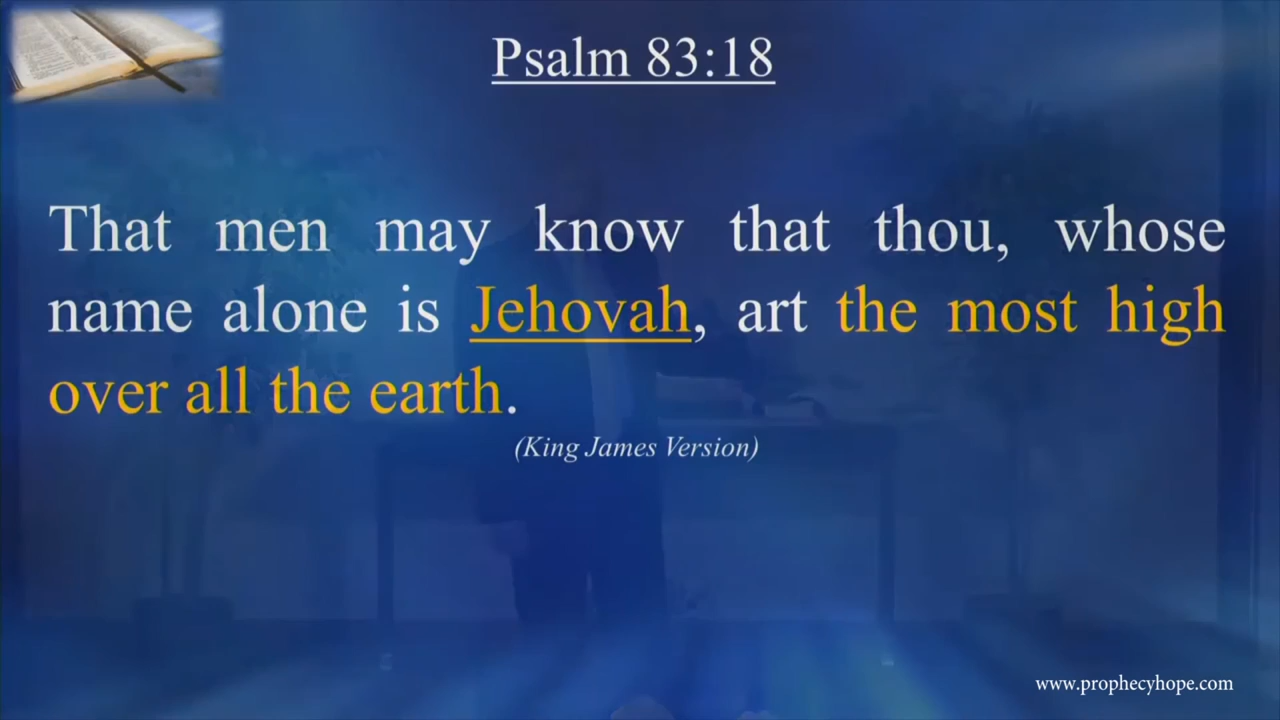 Psalm 83:18
That men may know that thou, whose
name alone is Jehovah, art the most high
over all the earth.
(King James Version)
www.prophecyhope.com